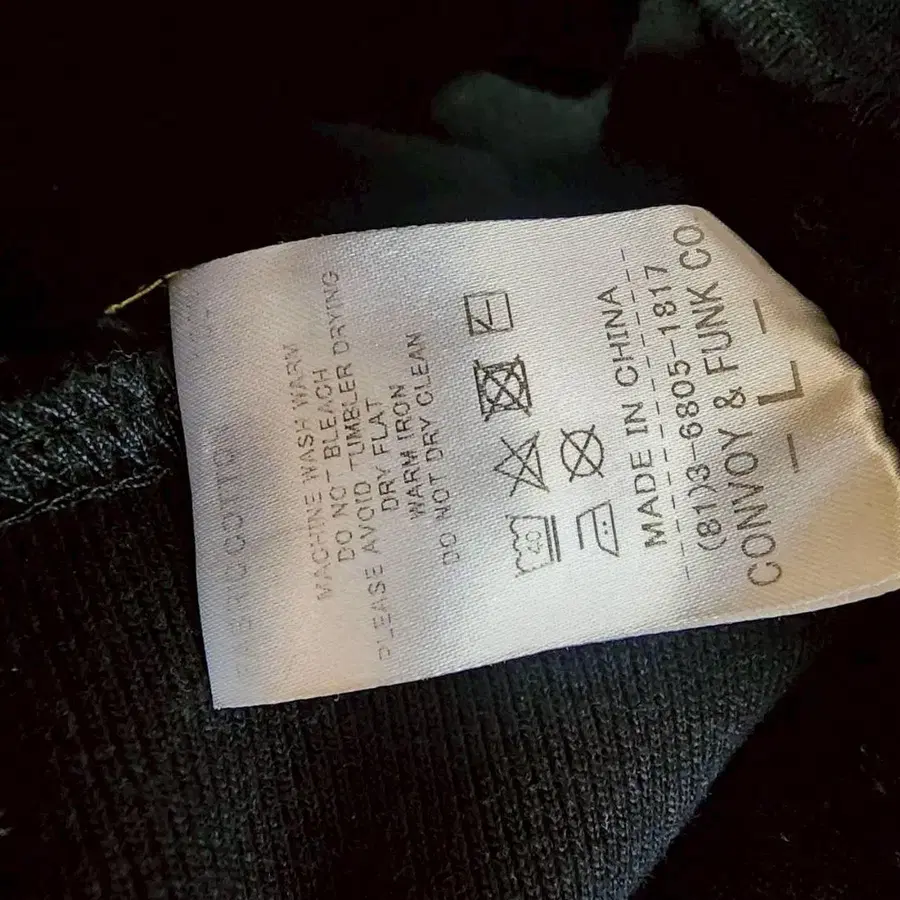 COTTO
MACHINE WASH WARM
DO NOT BLEACH
PLEASE AVOID TUMBLER DRYING
DRY FLAT
WARM IRON
DO NOT DRY CLEAN
40
MADE IN CHINA
(81)3-6805-1817
CONVOY & FUNK CO
- L -